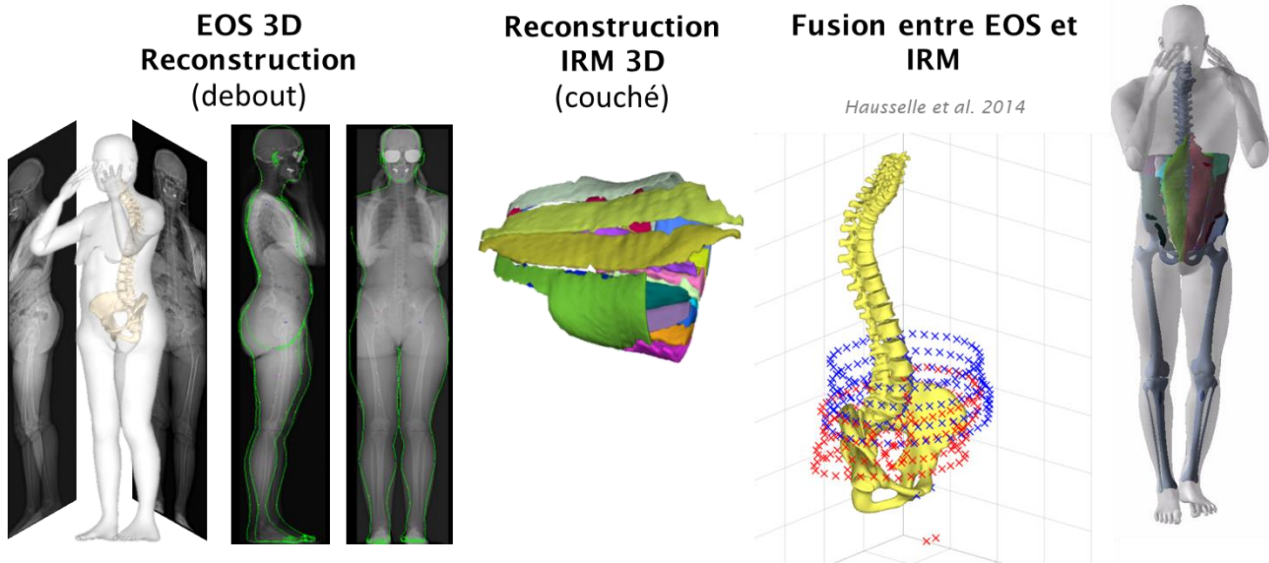 EOS 3D
Reconstruction
(debout)
Reconstruction
IRM 3D
(couché)
Fusion entre EOS et
IRM
Hausselle et al. 2014